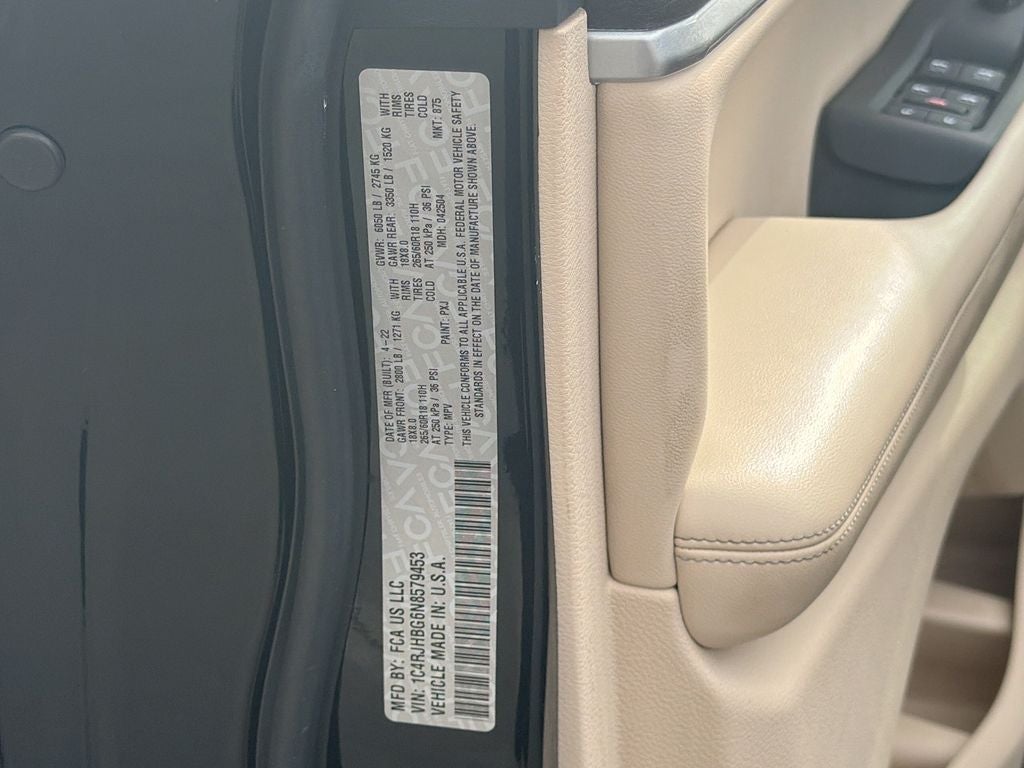 MFD BY: FCA US LLC
DATE OF MFR (BUILT): 4-22
GVWR: 6050 LB / 2745 KG
GAWR FRONT: 2800 LB / 1271 KG WITH
GAWR REAR: 3350 LB / 1520 KG WITH
18X8.0 RIMS
18X8.0 RIMS
265/60R18 110H TIRES
265/60R18 110H TIRES
AT 250 kPa / 36 PSI COLD
AT 250 kPa / 36 PSI COLD
VIN: 1C4RJHBG6N8579453
TYPE: MPV
PAINT: PXJ
MDH: 042504
MKT: 875
VEHICLE MADE IN: U.S.A.
THIS VEHICLE CONFORMS TO ALL APPLICABLE U.S.A. FEDERAL MOTOR VEHICLE SAFETY
STANDARDS IN EFFECT ON THE DATE OF MANUFACTURE SHOWN ABOVE.